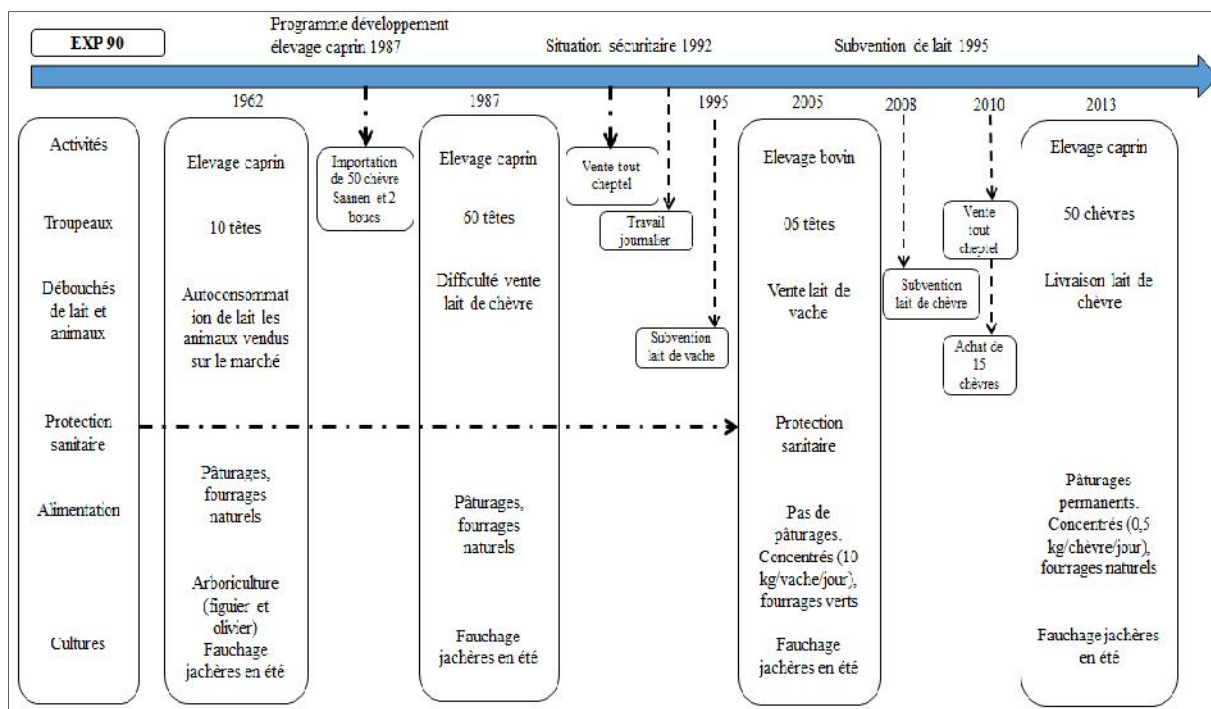 EXP 90
Programme développement
élevage caprin 1987
Situation sécuritaire 1992
Subvention de lait 1995
1962
1987
1995
2005
2008
2010
2013
Activités
Troupeaux
Débouchés
de lait et
animaux
Protection
sanitaire
Alimentation
Cultures
Elevage caprin
10 têtes
Autoconsommat
ion de lait les
animaux vendus
sur le marché
Pâturages,
fourrages
naturels
Arboriculture
(figuier et
olivier)
Fauchage
jachères en été
Importation
de 50 chèvre
Saanen et 2
boucs
Elevage caprin
60 têtes
Difficulté vente
lait de chèvre
Pâturages,
fourrages
naturels
Fauchage
jachères en été
Vente tout
cheptel
Travail
journalier
Subvention
lait de vache
Elevage bovin
06 têtes
Vente lait de
vache
Protection
sanitaire
Pas de
pâturages.
Concentrés (10
kg/vache/jour),
fourrages verts
Fauchage
jachères en été
Subvention
lait de chèvre
Vente
tout
cheptel
Achat de
15
chèvres
Elevage caprin
50 chèvres
Livraison lait de
chèvre
Pâturages
permanents.
Concentrés (0,5
kg/chèvre/jour),
fourrages naturels
Fauchage jachères
en été